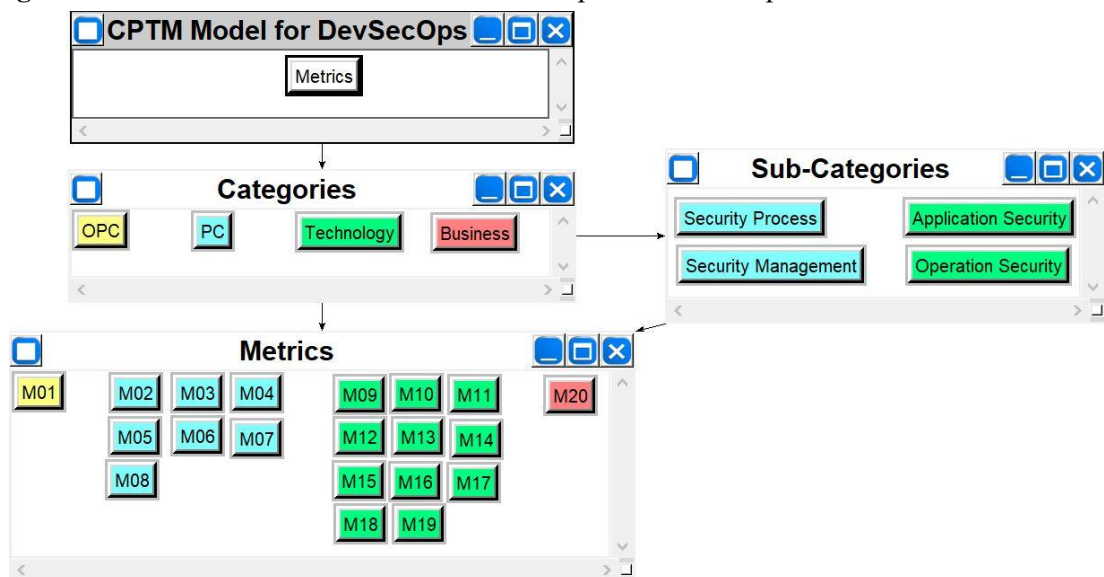 CPTM Model for DevSecOps
Metrics
Categories
OPC PC Technology Business
Sub-Categories
Security Process Application Security
Security Management Operation Security
Metrics
M01 M02 M03 M04 M09 M10 M11 M20
M05 M06 M07 M12 M13 M14
M08 M15 M16 M17
M18 M19